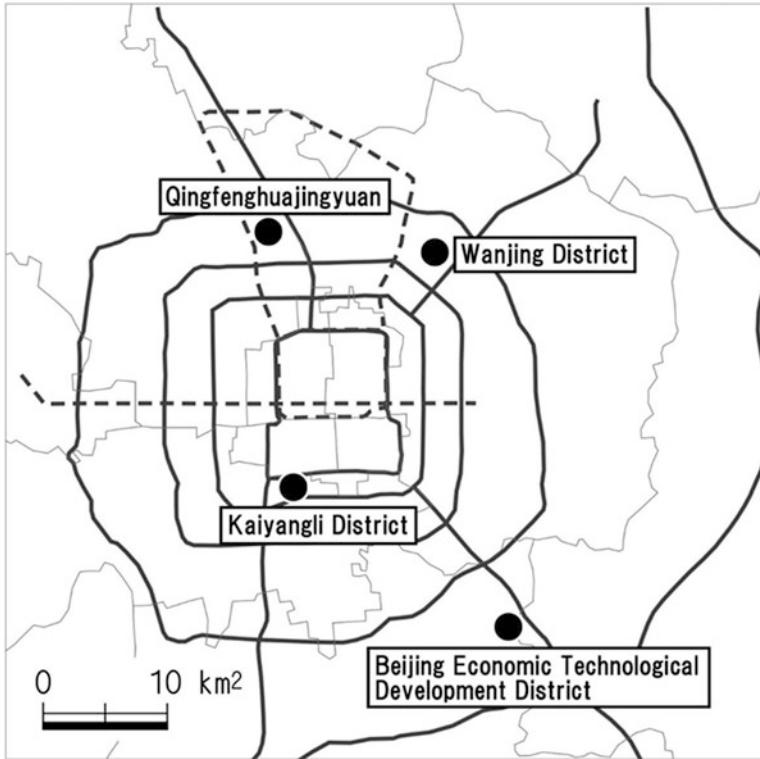 Qingfenghuajingyuan
Wanjing District
Kaiyangli District
Beijing Economic Technological
Development District
0 10 km²